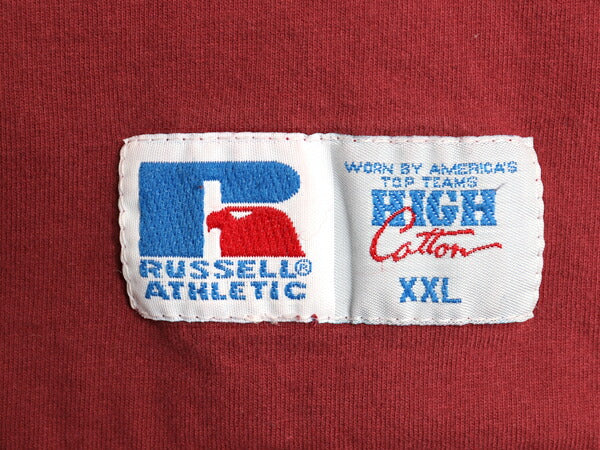 RUSSELL®
ATHLETIC
WORN BY AMERICA'S
TOP TEAMS
HIGH
Cotton
XXL